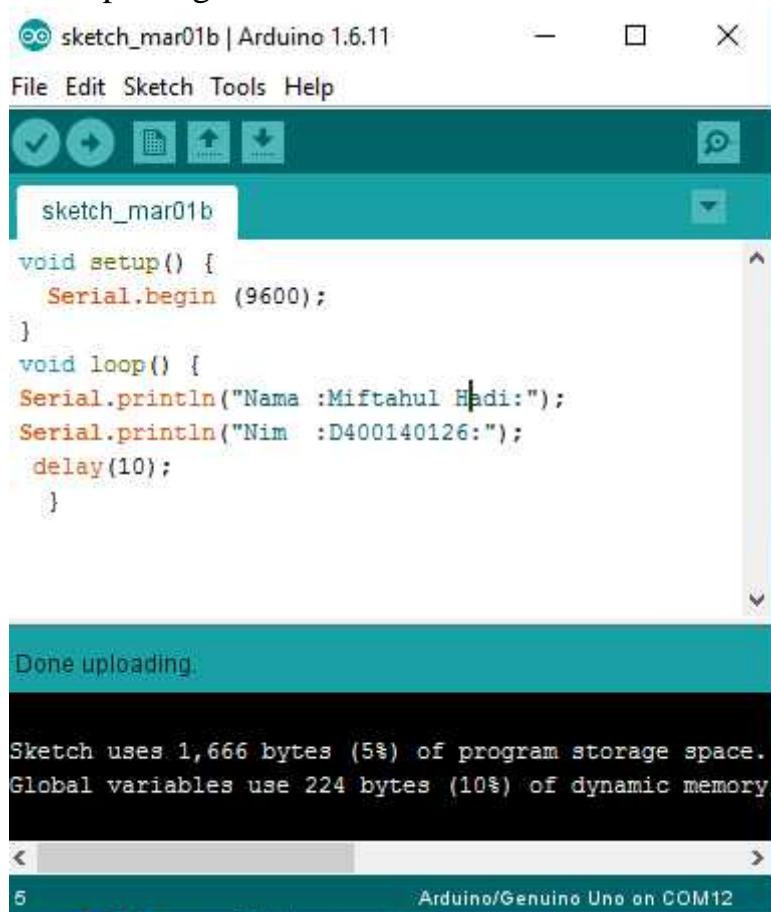 sketch_mar01b | Arduino 1.6.11
File Edit Sketch Tools Help
sketch_mar01b
void setup() {
  Serial.begin (9600);
}
void loop() {
Serial.println("Nama :Miftahul Hadi:");
Serial.println("Nim  :D400140126:");
 delay(10);
  }
Done uploading.
Sketch uses 1,666 bytes (5%) of program storage space.
Global variables use 224 bytes (10%) of dynamic memory
5 Arduino/Genuino Uno on COM12